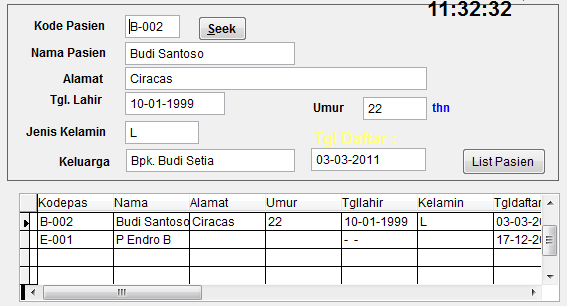 11:32:32
Kode Pasien B-002 Seek
Nama Pasien Budi Santoso
Alamat Ciracas
Tgl. Lahir 10-01-1999 Umur 22 thn
Jenis Kelamin L Tgl Daftar :
Keluarga Bpk. Budi Setia 03-03-2011 List Pasien
Kodepas Nama Alamat Umur Tgllahir Kelamin Tgldaftar
B-002 Budi Santoso Ciracas 22 10-01-1999 L 03-03-20
E-001 P Endro B - - 17-12-20